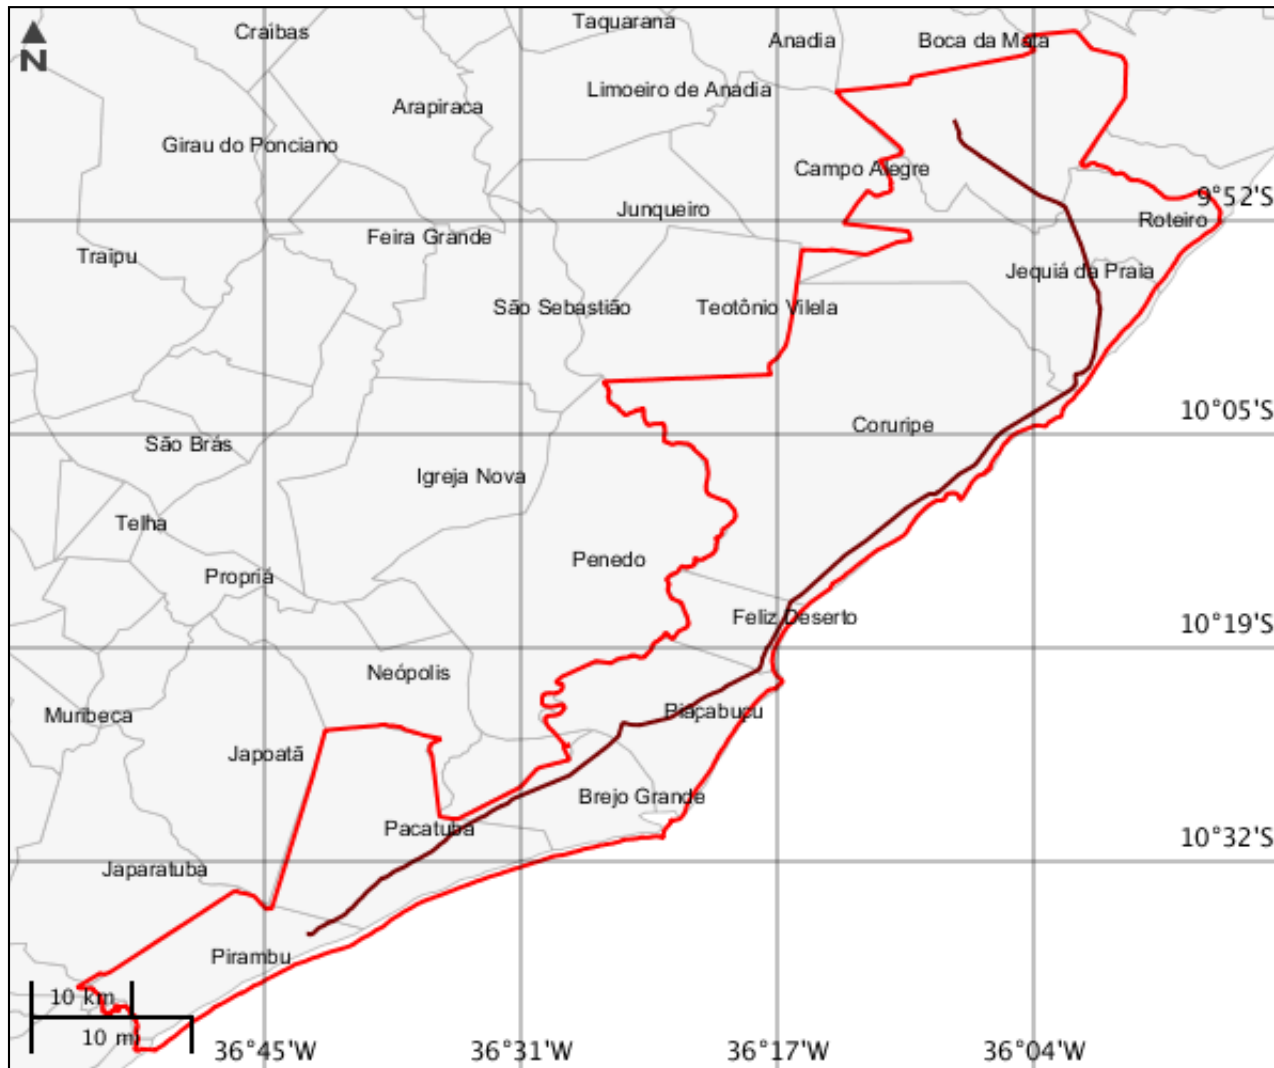 Taquarana
Craibas
Anadia
Boca da Mata
N
Limoeiro de Anadia
Arapiraca
Girau do Ponciano
Campo Alegre
9°52'S
Junqueiro
Roteiro
Feira Grande
Traipu
Jequiá da Praia
São Sebastião
Teotônio Vilela
10°05'S
Coruripe
São Brás
Igreja Nova
Telha
Penedo
Propriá
Feliz Deserto
10°19'S
Neópolis
Muribeca
Piaçabuçu
Japoatã
Brejo Grande
Pacatuba
10°32'S
Japaratuba
Pirambu
10 km
10 mi
36°45'W
36°31'W
36°17'W
36°04'W